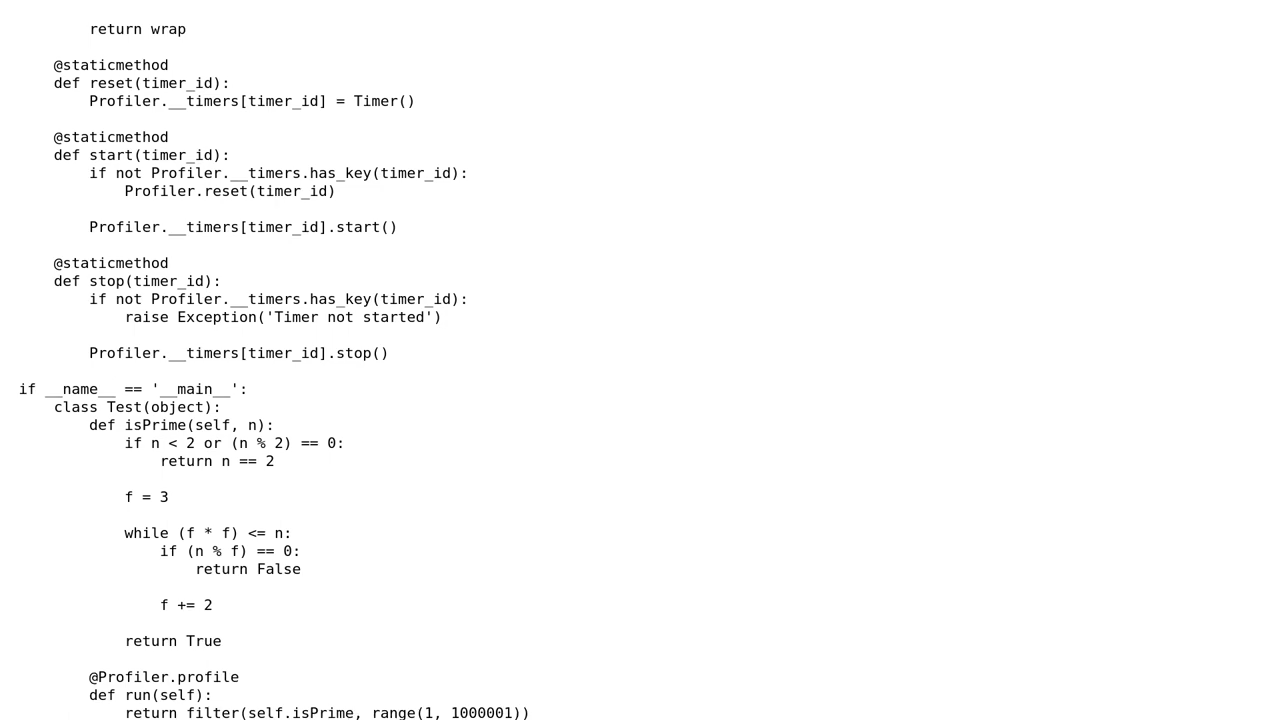 return wrap

    @staticmethod
    def reset(timer_id):
        Profiler.__timers[timer_id] = Timer()

    @staticmethod
    def start(timer_id):
        if not Profiler.__timers.has_key(timer_id):
            Profiler.reset(timer_id)

        Profiler.__timers[timer_id].start()

    @staticmethod
    def stop(timer_id):
        if not Profiler.__timers.has_key(timer_id):
            raise Exception('Timer not started')

        Profiler.__timers[timer_id].stop()

if __name__ == '__main__':
    class Test(object):
        def isPrime(self, n):
            if n < 2 or (n % 2) == 0:
                return n == 2

            f = 3

            while (f * f) <= n:
                if (n % f) == 0:
                    return False

                f += 2

            return True

        @Profiler.profile
        def run(self):
            return filter(self.isPrime, range(1, 1000001))